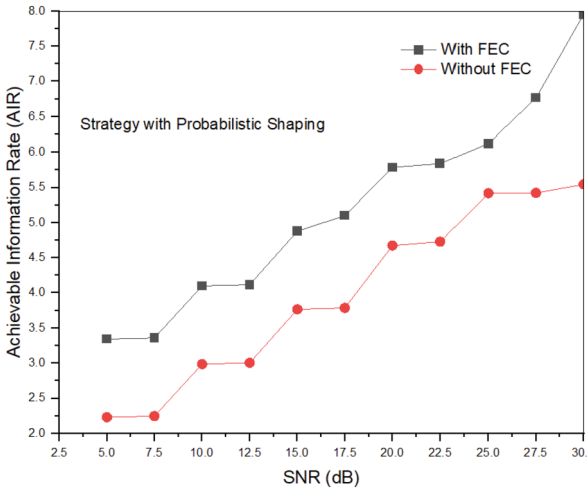 8.0
7.5
7.0
6.5
6.0
5.5
5.0
4.5
4.0
3.5
3.0
2.5
2.0
Achievable Information Rate (AIR)
With FEC
Without FEC
Strategy with Probabilistic Shaping
2.5 5.0 7.5 10.0 12.5 15.0 17.5 20.0 22.5 25.0 27.5 30.
SNR (dB)